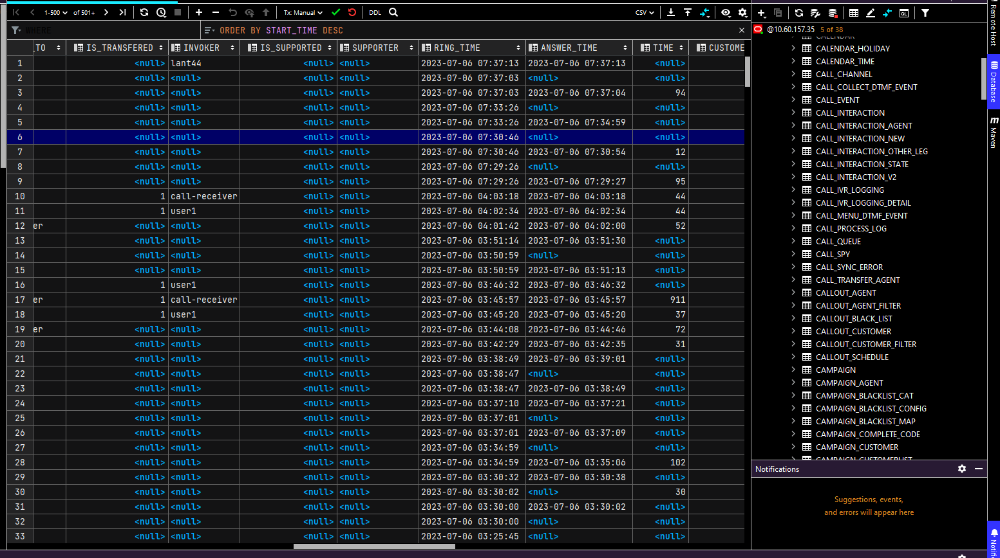 1-500 of 501+ Tx: Manual DDL CSV
WHERE ORDER BY START_TIME DESC
_TO IS_TRANSFERED INVOKER IS_SUPPORTED SUPPORTER RING_TIME ANSWER_TIME TIME CUSTOME
1 <null> lant44 <null> <null> 2023-07-06 07:37:13 2023-07-06 07:37:13 <null>
2 <null> <null> <null> <null> 2023-07-06 07:37:03 <null> <null>
3 <null> <null> <null> <null> 2023-07-06 07:37:03 2023-07-06 07:37:04 94
4 <null> <null> <null> <null> 2023-07-06 07:33:26 <null> <null>
5 <null> <null> <null> <null> 2023-07-06 07:33:26 2023-07-06 07:34:59 <null>
6 <null> <null> <null> <null> 2023-07-06 07:30:46 <null> <null>
7 <null> <null> <null> <null> 2023-07-06 07:30:46 2023-07-06 07:30:54 12
8 <null> <null> <null> <null> 2023-07-06 07:29:26 <null> <null>
9 <null> <null> <null> <null> 2023-07-06 07:29:26 2023-07-06 07:29:27 95
10 1 call-receiver <null> <null> 2023-07-06 04:03:18 2023-07-06 04:03:18 44
11 1 user1 <null> <null> 2023-07-06 04:02:34 2023-07-06 04:02:34 44
12 er <null> <null> <null> <null> 2023-07-06 04:01:42 2023-07-06 04:02:00 52
13 <null> <null> <null> <null> 2023-07-06 03:51:14 2023-07-06 03:51:30 <null>
14 <null> <null> <null> <null> 2023-07-06 03:50:59 <null> <null>
15 <null> <null> <null> <null> 2023-07-06 03:50:59 2023-07-06 03:51:13 <null>
16 1 user1 <null> <null> 2023-07-06 03:46:32 2023-07-06 03:46:32 <null>
17 er 1 call-receiver <null> <null> 2023-07-06 03:45:57 2023-07-06 03:45:57 911
18 1 user1 <null> <null> 2023-07-06 03:45:20 2023-07-06 03:45:20 37
19 er <null> <null> <null> <null> 2023-07-06 03:44:08 2023-07-06 03:44:46 72
20 <null> <null> <null> <null> 2023-07-06 03:42:29 2023-07-06 03:42:35 31
21 <null> <null> <null> <null> 2023-07-06 03:38:49 2023-07-06 03:39:01 <null>
22 <null> <null> <null> <null> 2023-07-06 03:38:47 <null> <null>
23 <null> <null> <null> <null> 2023-07-06 03:38:47 2023-07-06 03:38:49 <null>
24 <null> <null> <null> <null> 2023-07-06 03:37:10 2023-07-06 03:37:21 <null>
25 <null> <null> <null> <null> 2023-07-06 03:37:01 <null> <null>
26 <null> <null> <null> <null> 2023-07-06 03:37:01 2023-07-06 03:37:09 <null>
27 <null> <null> <null> <null> 2023-07-06 03:34:59 <null> <null>
28 <null> <null> <null> <null> 2023-07-06 03:34:59 2023-07-06 03:35:06 102
29 <null> <null> <null> <null> 2023-07-06 03:30:32 2023-07-06 03:30:38 <null>
30 <null> <null> <null> <null> 2023-07-06 03:30:02 <null> 30
31 <null> <null> <null> <null> 2023-07-06 03:30:00 2023-07-06 03:30:02 <null>
32 <null> <null> <null> <null> 2023-07-06 03:30:00 <null> <null>
33 <null> <null> <null> <null> 2023-07-06 03:25:45 <null> <null>
@10.60.157.35 5 of 38
CALENDAR
CALENDAR_HOLIDAY
CALENDAR_TIME
CALL_CHANNEL
CALL_COLLECT_DTMF_EVENT
CALL_EVENT
CALL_INTERACTION
CALL_INTERACTION_AGENT
CALL_INTERACTION_NEW
CALL_INTERACTION_OTHER_LEG
CALL_INTERACTION_STATE
CALL_INTERACTION_V2
CALL_IVR_LOGGING
CALL_IVR_LOGGING_DETAIL
CALL_MENU_DTMF_EVENT
CALL_PROCESS_LOG
CALL_QUEUE
CALL_SPY
CALL_SYNC_ERROR
CALL_TRANSFER_AGENT
CALLOUT_AGENT
CALLOUT_AGENT_FILTER
CALLOUT_BLACK_LIST
CALLOUT_CUSTOMER
CALLOUT_CUSTOMER_FILTER
CALLOUT_SCHEDULE
CAMPAIGN
CAMPAIGN_AGENT
CAMPAIGN_BLACKLIST_CAT
CAMPAIGN_BLACKLIST_CONFIG
CAMPAIGN_BLACKLIST_MAP
CAMPAIGN_COMPLETE_CODE
CAMPAIGN_CUSTOMER
CAMPAIGN_CUSTOMERLIST
Notifications
Suggestions, events,
and errors will appear here
Remote Host
Database
m Maven
Notifi